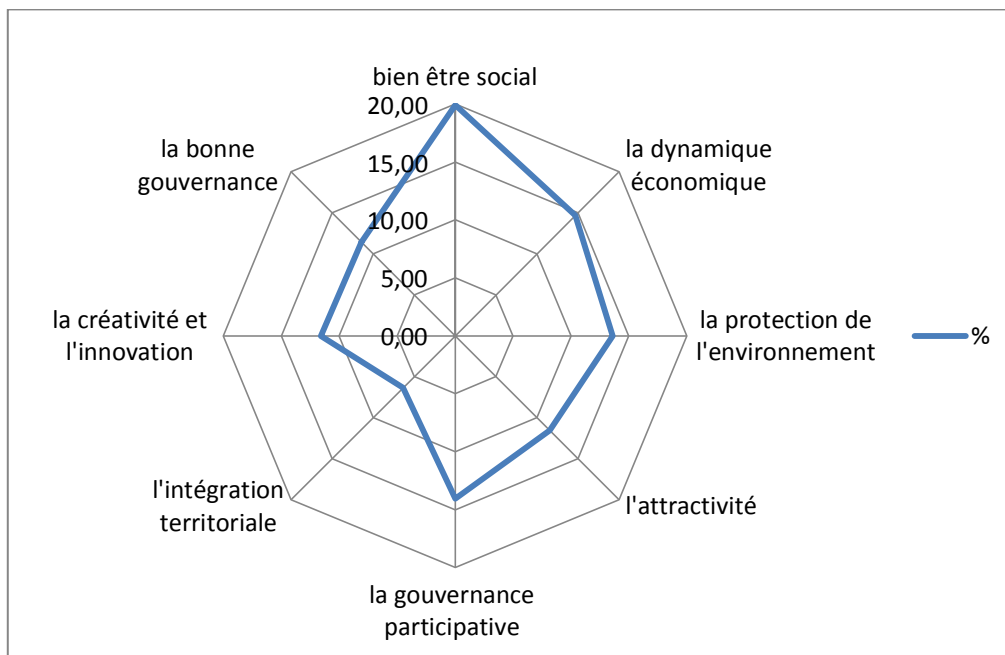 bien être social
20,00
15,00
10,00
5,00
0,00
la dynamique
économique
la protection de
l'environnement
l'attractivité
la gouvernance
participative
l'intégration
territoriale
la créativité et
l'innovation
la bonne
gouvernance
%